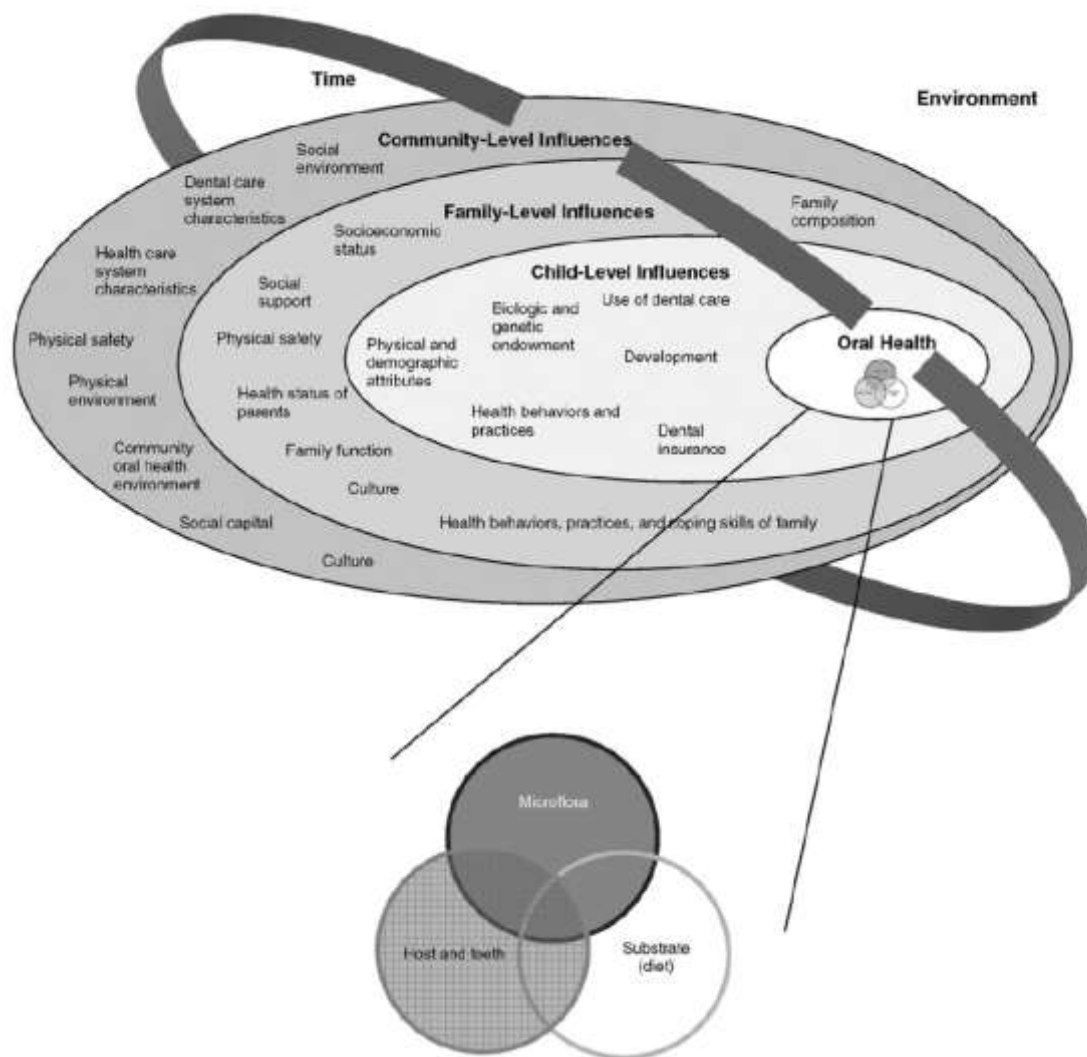 Time
Environment
Community-Level Influences
Social
environment
Dental care
system
characteristics
Family-Level Influences
Family
composition
Socioeconomic
status
Health care
system
characteristics
Child-Level Influences
Social
support
Use of dental care
Biologic and
genetic
endowment
Physical safety
Physical safety
Physical and
demographic
attributes
Development
Oral Health
Physical
environment
Health status of
parents
Health behaviors and
practices
Dental
insurance
Community
oral health
environment
Family function
Culture
Social capital
Health behaviors, practices, and coping skills of family
Culture
Microflora
Host and teeth
Substrate
(diet)